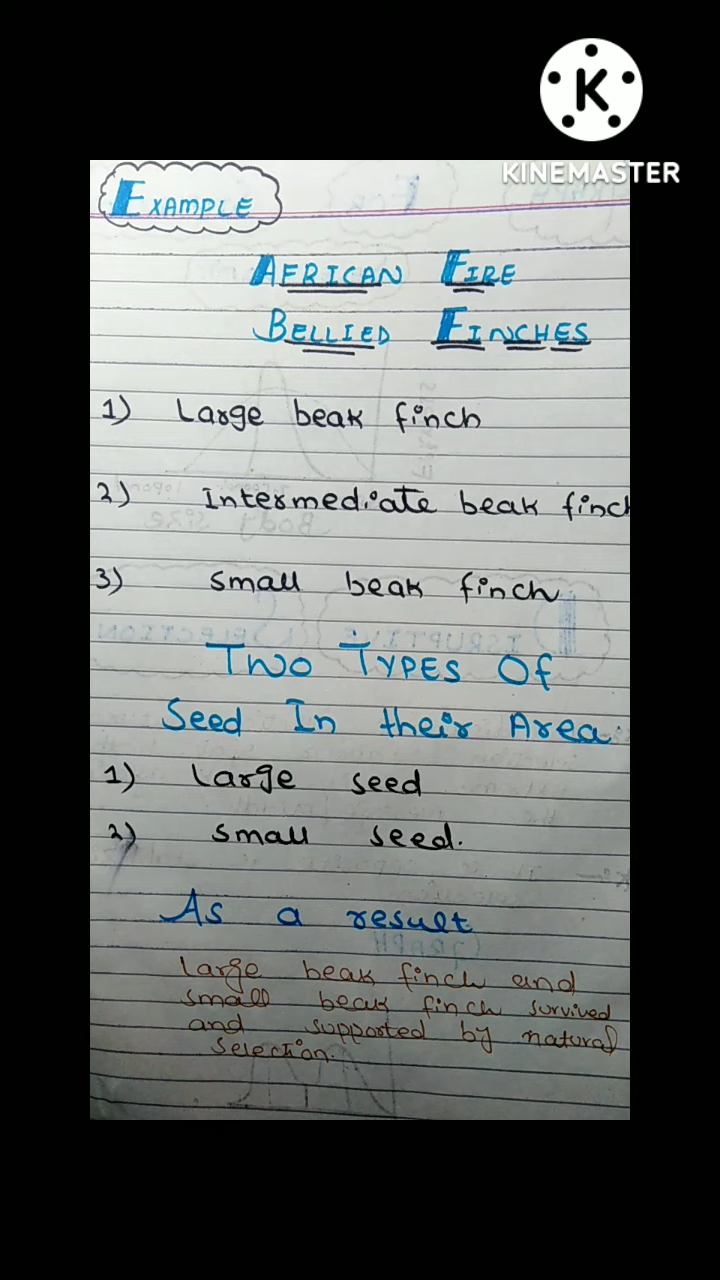 K
KINEMASTER
EXAMPLE
AFRICAN FIRE
BELLIED FINCHES
1) Large beak finch
2) Intermediate beak finch
3) small beak finch.
TWO TYPES Of
Seed In their Area.
1) Large seed
2) small seed.
As a result
large beak finch and
small beak finch survived
and supported by natural
selection.